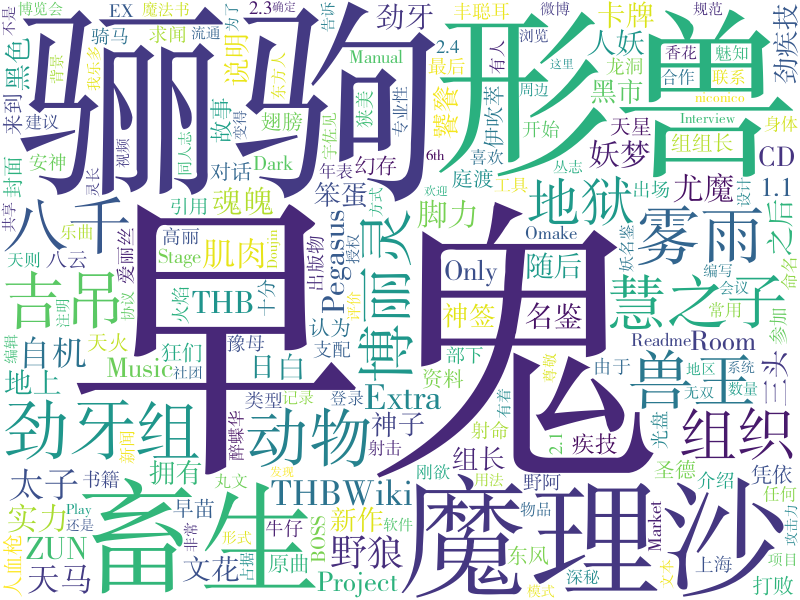 博览会
EX
魔法书
为了
2.3
确定
告诉
丰聪耳
微博
规范
不是
骑马
求闻
流通
劲牙
卡牌
浏览
香花
魅知
黑色
说明
Manual
2.4
有人
人妖
龙洞
合作
联系
劲疾技
来到
背景
我乐多
东方人
最后
伊吹萃
周边
黑市
这里
mconico
建议
故事
翅膀
狭美
专业性
饕餮
开始
天星
Interview
身体
骊驹
形兽
封面
安神
视频
同人志
宇佐见
对话
Dark
年表
幻存
6th
喜欢
妖梦
丛志
组组长
CD
共享
灵长
变得
笨蛋
庭渡
欢迎
工具
地狱
出场
设计
尤魔
1.1
八千
引用
魂魄
方式
脚力
Omake
妖名鉴
雾雨
之后
天则
乐曲
高丽
肌肉
Stage
Doujin
授权
出版物
Pegasus
博丽灵
Only
随后
编写
会议
命名
八云
爱丽丝
注明
协议
吉吊
火焰
THB
十分
评价
认为
神签
名鉴
慧之子
常用
参加
编辑
自机
天火
Music
狂们
社团
豫母
支配
早鬼
部下
尊敬
Readme
Room
地上
类型
记录
日白
登录
资料
由于
兽王
地区
系统
无双
数量
三头
劲牙组
醉蝶华
动物
神子
射击
Extra
射命
有着
2.1
疾技
光盘
组织
太子
书籍
新闻
拥有
发现
丸文
THBWiki
组长
刚欲
野阿
用法
圣德
介绍
凭依
任何
攻击力
实力
Play
还是
早苗
非常
牛仔
形式
占据
新作
软件
BOSS
物品
Market
文本
人血枪
ZUN
畜生
原曲
野狼
魔理沙
东风
上海
项目
天马
文花
Project
深秘
模式
打败